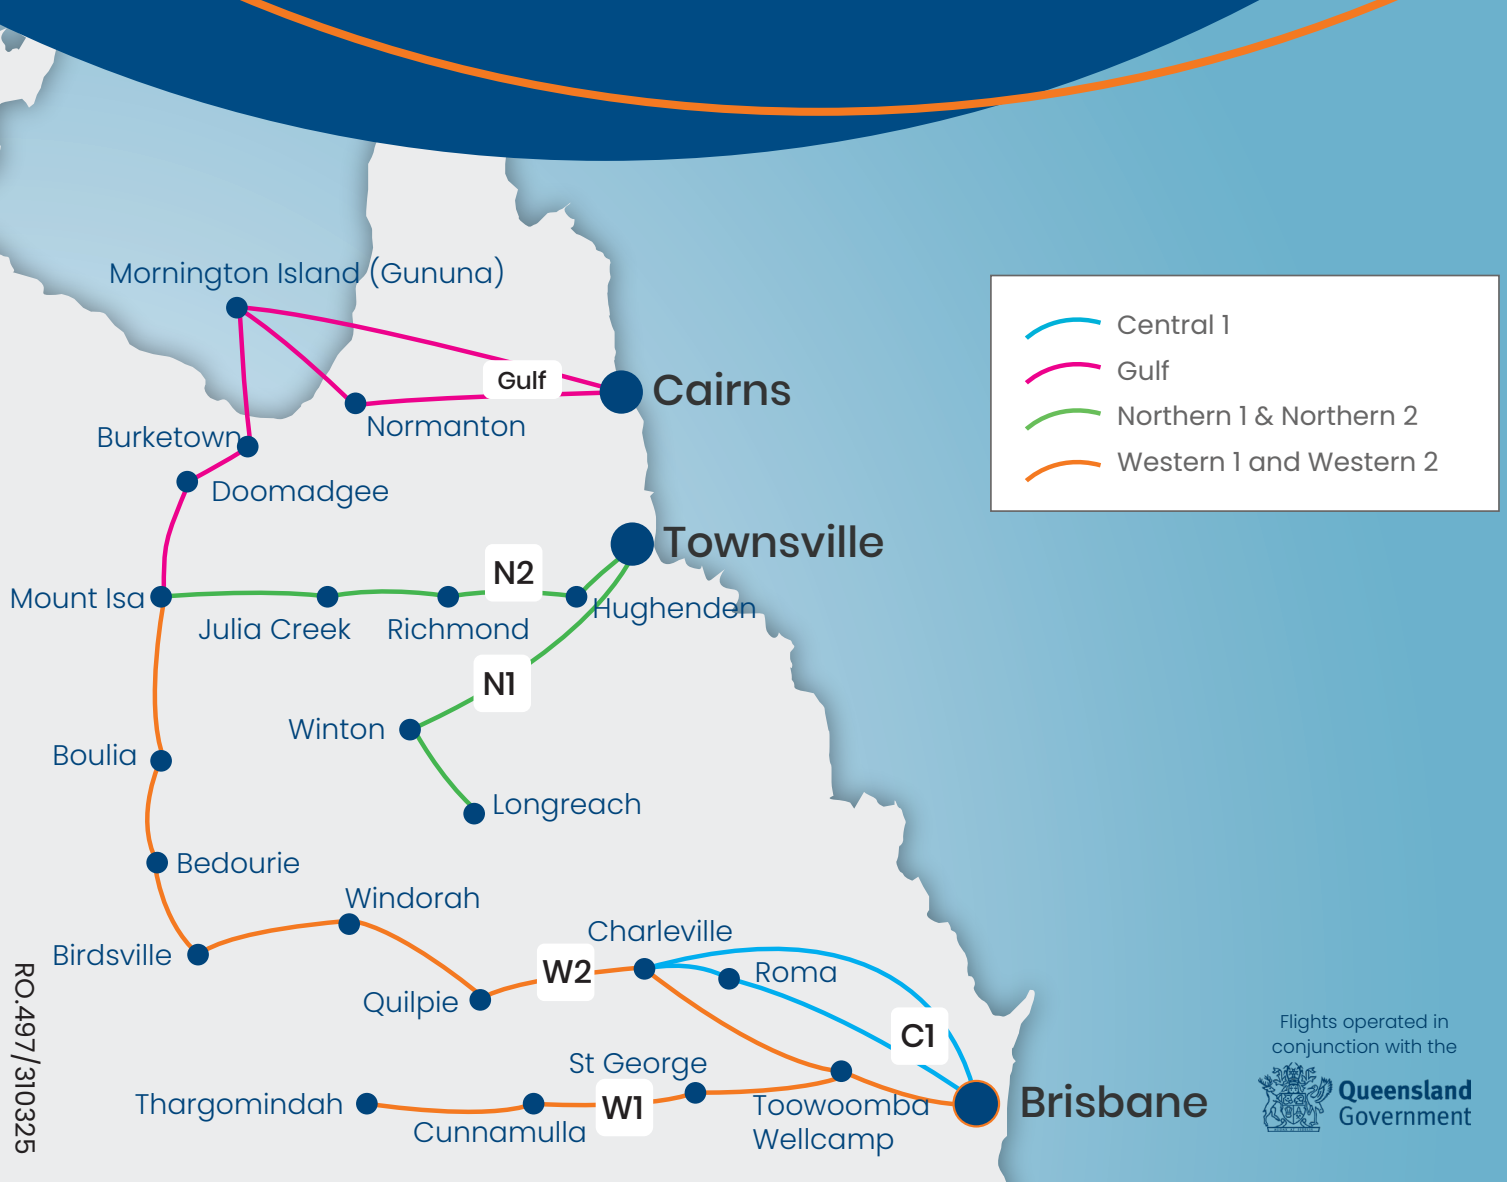 Mornington Island (Gununa)
Central 1
Gulf
Northern 1 & Northern 2
Western 1 and Western 2
Gulf
Cairns
Normanton
Burketown
Doomadgee
Townsville
N2
Mount Isa
Hughenden
Julia Creek
Richmond
N1
Winton
Boulia
Longreach
Bedourie
Windorah
Charleville
Birdsville
W2
Roma
Quilpie
C1
St George
Thargomindah
W1
Cunnamulla
Toowoomba
Wellcamp
Brisbane
Flights operated in
conjunction with the
Queensland
Government
RO.497/310325